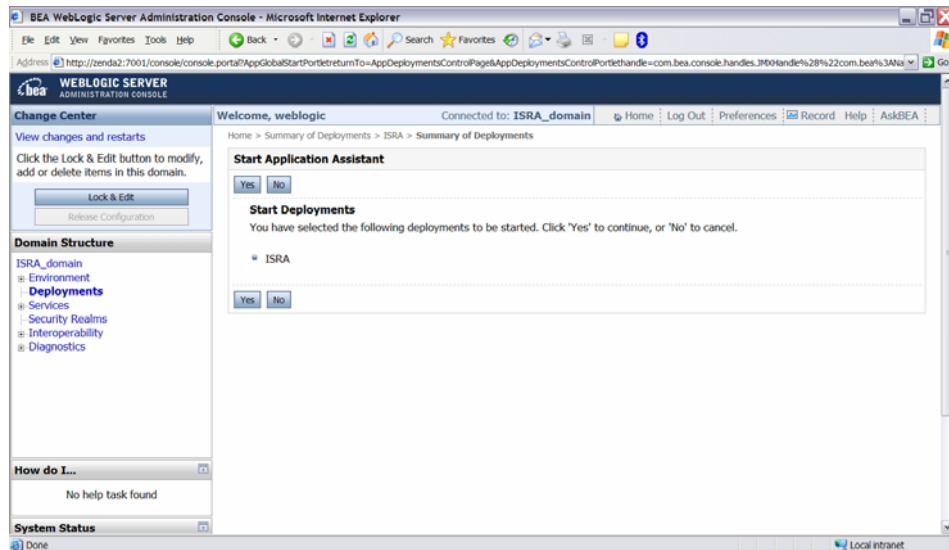 BEA WebLogic Server Administration Console - Microsoft Internet Explorer
File Edit View Favorites Tools Help
Back Search Favorites
Address http://zenda2:7001/console/console.portal?AppGlobalStartPortletreturnTo=AppDeploymentsControlPage&AppDeploymentsControlPortlethandle=com.bea.console.handles.JMXHandle%28%22com.bea%3ANa Go
bea WEBLOGIC SERVER
ADMINISTRATION CONSOLE
Change Center
View changes and restarts
Click the Lock & Edit button to modify,
add or delete items in this domain.
Lock & Edit
Release Configuration
Domain Structure
ISRA_domain
Environment
Deployments
Services
Security Realms
Interoperability
Diagnostics
How do I...
No help task found
System Status
Welcome, weblogic Connected to: ISRA_domain Home Log Out Preferences Record Help AskBEA
Home > Summary of Deployments > ISRA > Summary of Deployments
Start Application Assistant
Yes No
Start Deployments
You have selected the following deployments to be started. Click 'Yes' to continue, or 'No' to cancel.
ISRA
Yes No
Done Local intranet